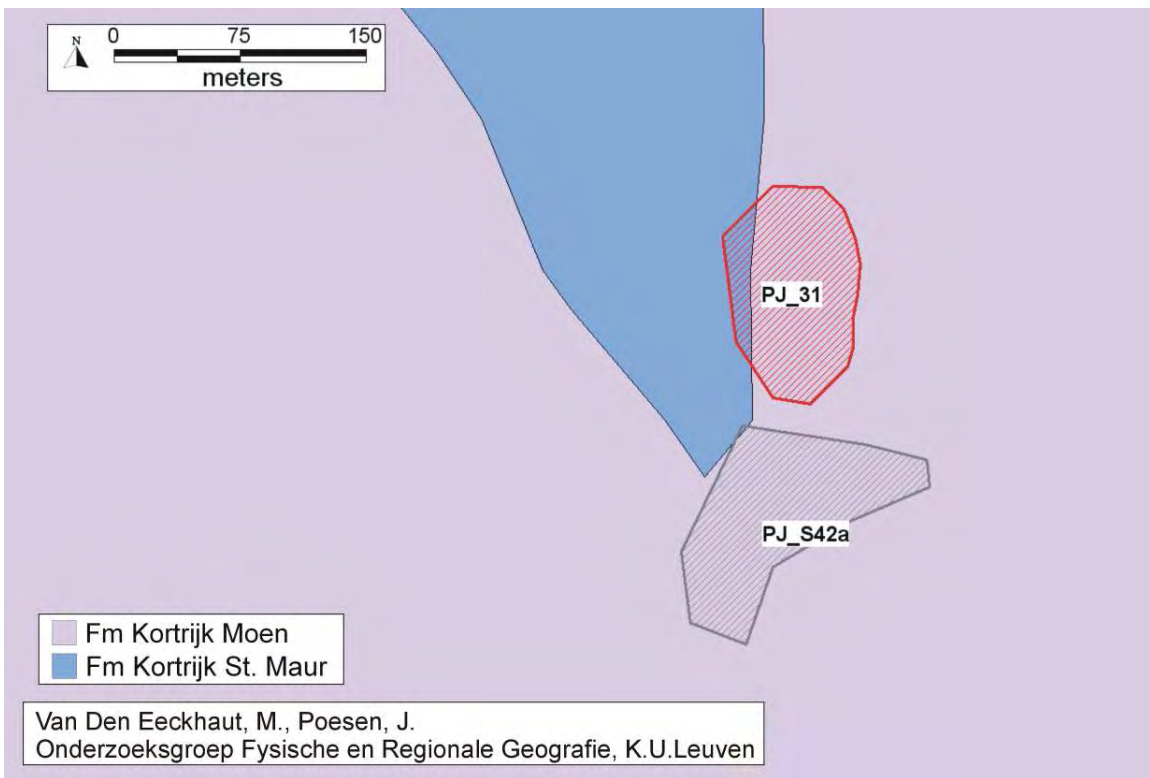 N
0 75 150
meters
PJ_31
PJ_S42a
Fm Kortrijk Moen
Fm Kortrijk St. Maur
Van Den Eeckhaut, M., Poesen, J.
Onderzoeksgroep Fysische en Regionale Geografie, K.U.Leuven